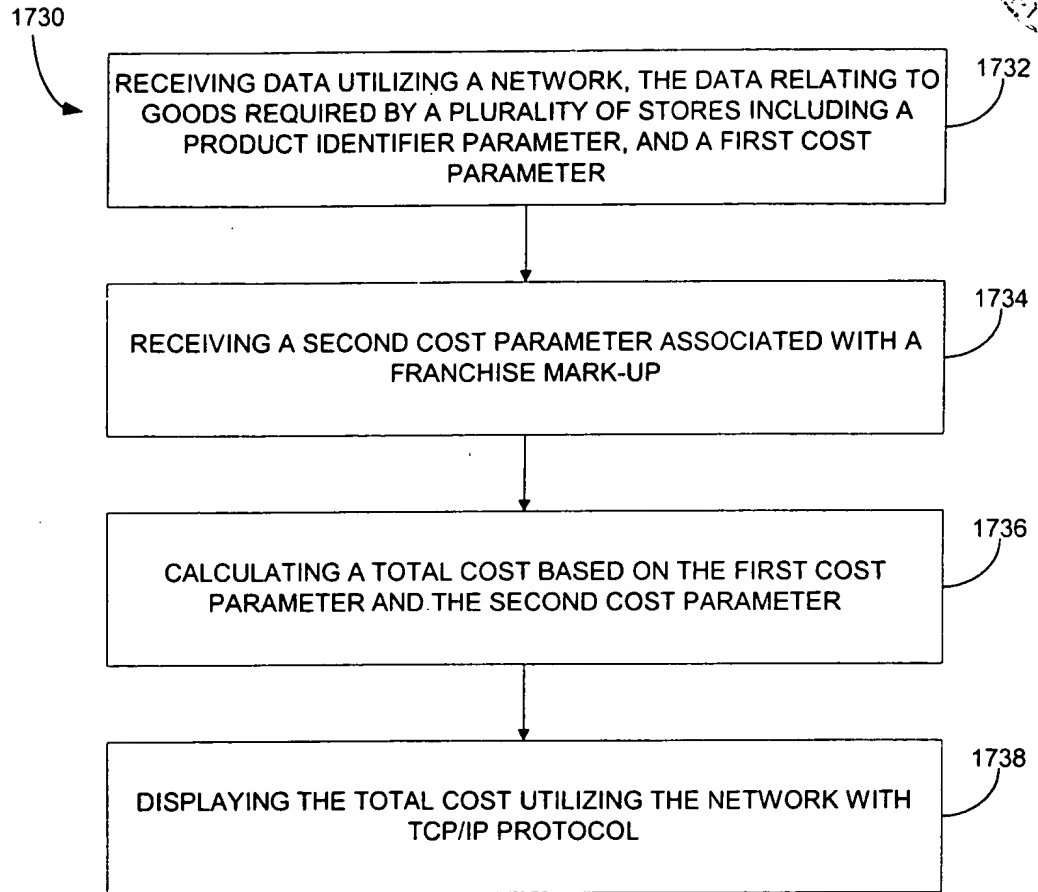 1730
RECEIVING DATA UTILIZING A NETWORK, THE DATA RELATING TO
GOODS REQUIRED BY A PLURALITY OF STORES INCLUDING A
PRODUCT IDENTIFIER PARAMETER, AND A FIRST COST
PARAMETER
1732
RECEIVING A SECOND COST PARAMETER ASSOCIATED WITH A
FRANCHISE MARK-UP
1734
CALCULATING A TOTAL COST BASED ON THE FIRST COST
PARAMETER AND THE SECOND COST PARAMETER
1736
DISPLAYING THE TOTAL COST UTILIZING THE NETWORK WITH
TCP/IP PROTOCOL
1738